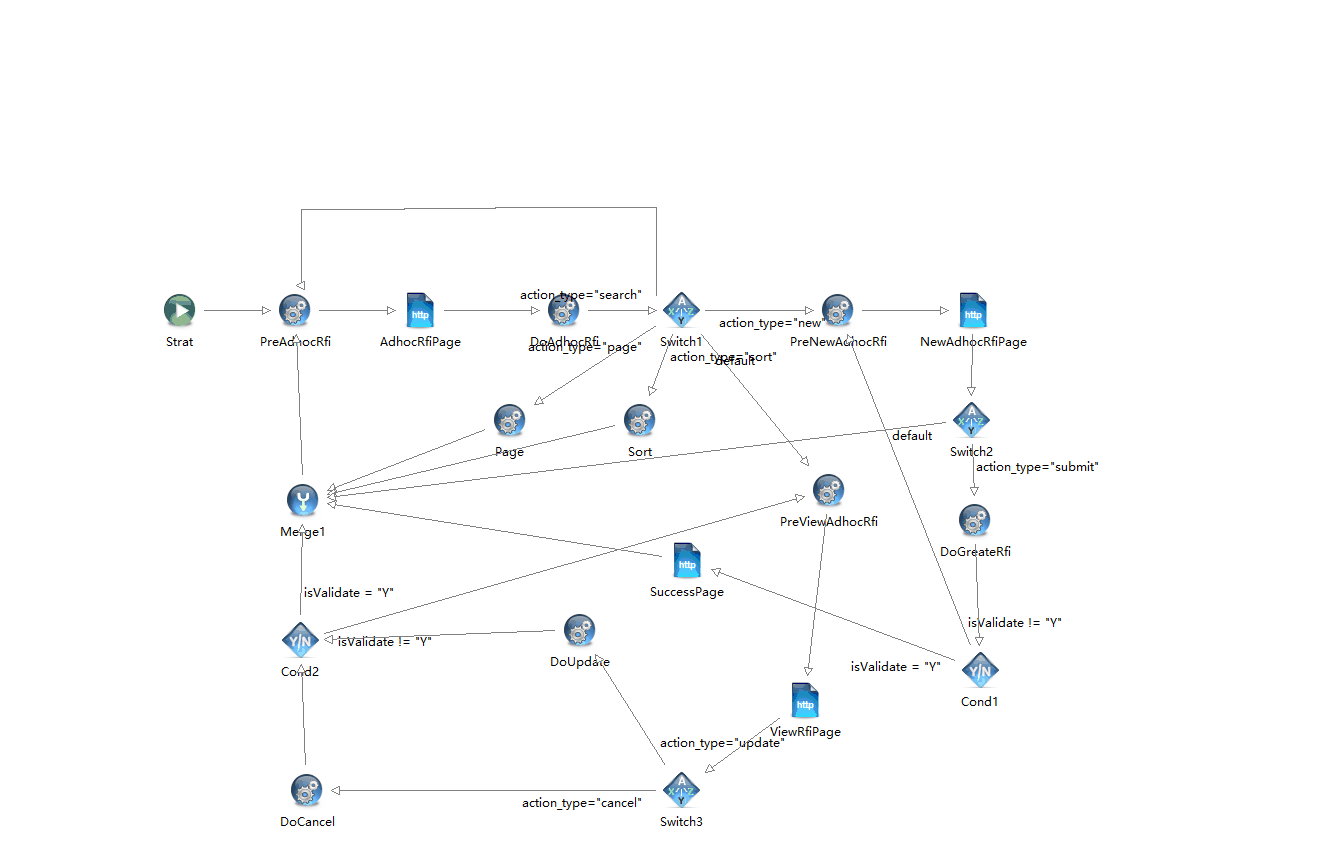 action_type="search"
http
http
A
X Z
Y
action_type="new"
Strat
PreAdhocRfi
AdhocRfiPage
DoAdhocRfi
Switch1
PreNewAdhocRfi
NewAdhocRfiPage
action_type="page"
action_type="sort"
default
A
X Z
Y
default
Page
Sort
Switch2
action_type="submit"
PreViewAdhocRfi
Merge1
DoGreateRfi
http
SuccessPage
isValidate = "Y"
isValidate != "Y"
Y|N
isValidate != "Y"
DoUpdate
Cond2
isValidate = "Y"
Y|N
Cond1
http
ViewRfiPage
action_type="update"
A
X Z
Y
action_type="cancel"
DoCancel
Switch3